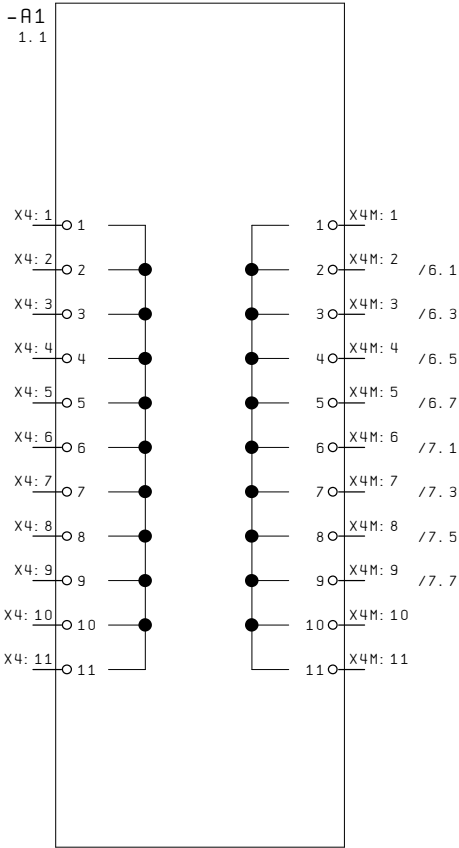 -A1
1.1
X4:1 1 1 X4M:1
X4:2 2 2 X4M:2 /6.1
X4:3 3 3 X4M:3 /6.3
X4:4 4 4 X4M:4 /6.5
X4:5 5 5 X4M:5 /6.7
X4:6 6 6 X4M:6 /7.1
X4:7 7 7 X4M:7 /7.3
X4:8 8 8 X4M:8 /7.5
X4:9 9 9 X4M:9 /7.7
X4:10 10 10 X4M:10
X4:11 11 11 X4M:11